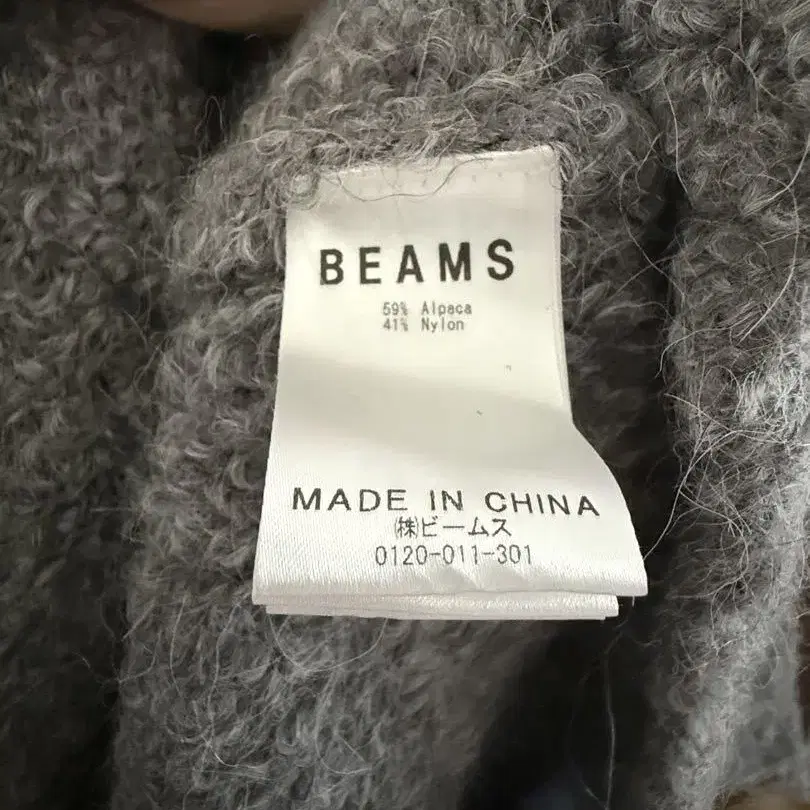 BEAMS
59% Alpaca
41% Nylon
MADE IN CHINA
㈱ビームス
0120-011-301